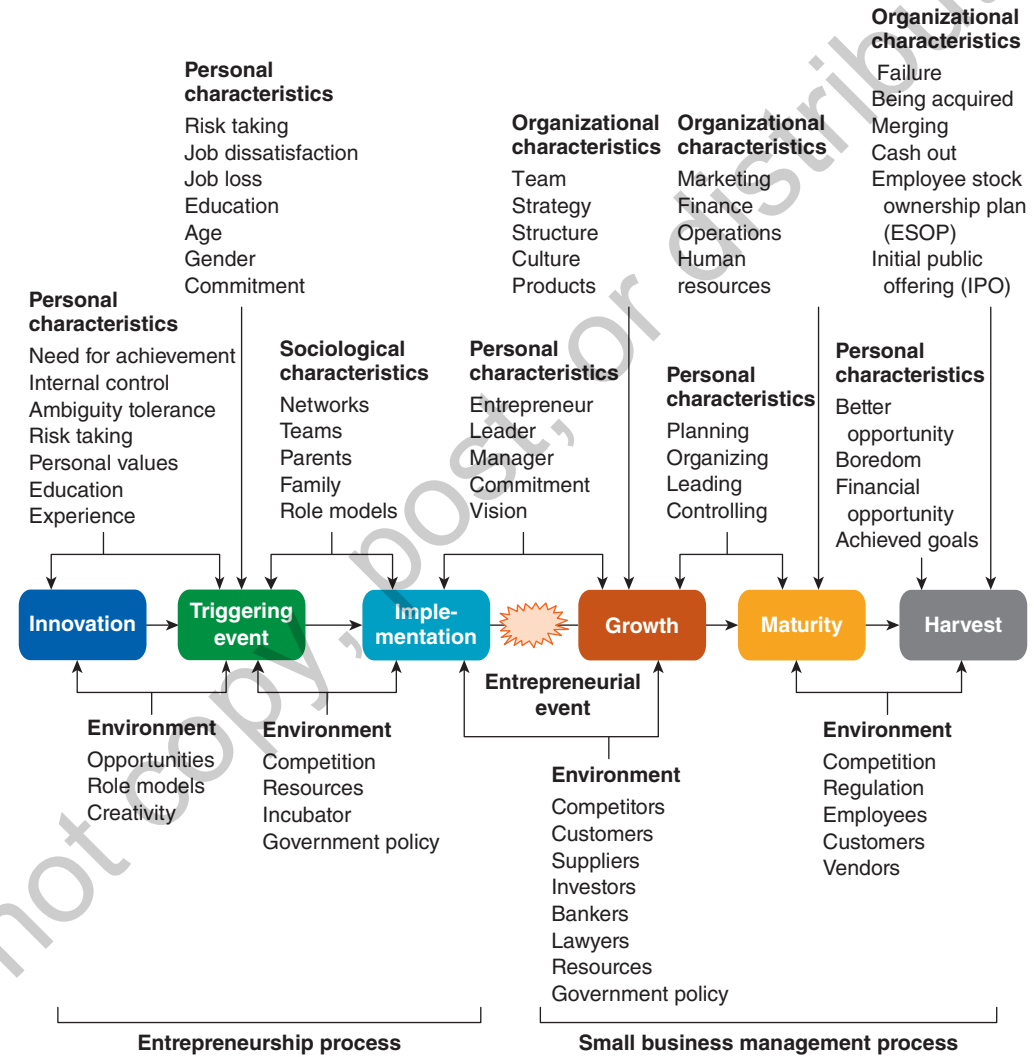 Organizational
characteristics
Failure
Being acquired
Merging
Cash out
Employee stock
ownership plan
(ESOP)
Initial public
offering (IPO)
Personal
characteristics
Risk taking
Job dissatisfaction
Job loss
Education
Age
Gender
Commitment
Organizational
characteristics
Team
Strategy
Structure
Culture
Products
Organizational
characteristics
Marketing
Finance
Operations
Human
resources
Personal
characteristics
Need for achievement
Internal control
Ambiguity tolerance
Risk taking
Personal values
Education
Experience
Sociological
characteristics
Networks
Teams
Parents
Family
Role models
Personal
characteristics
Entrepreneur
Leader
Manager
Commitment
Vision
Personal
characteristics
Planning
Organizing
Leading
Controlling
Personal
characteristics
Better
opportunity
Boredom
Financial
opportunity
Achieved goals
Innovation
Triggering
event
Imple-
mentation
Growth
Maturity
Harvest
Entrepreneurial
event
Environment
Opportunities
Role models
Creativity
Environment
Competition
Resources
Incubator
Government policy
Environment
Competitors
Customers
Suppliers
Investors
Bankers
Lawyers
Resources
Government policy
Environment
Competition
Regulation
Employees
Customers
Vendors
Entrepreneurship process
Small business management process
not copy, post, or